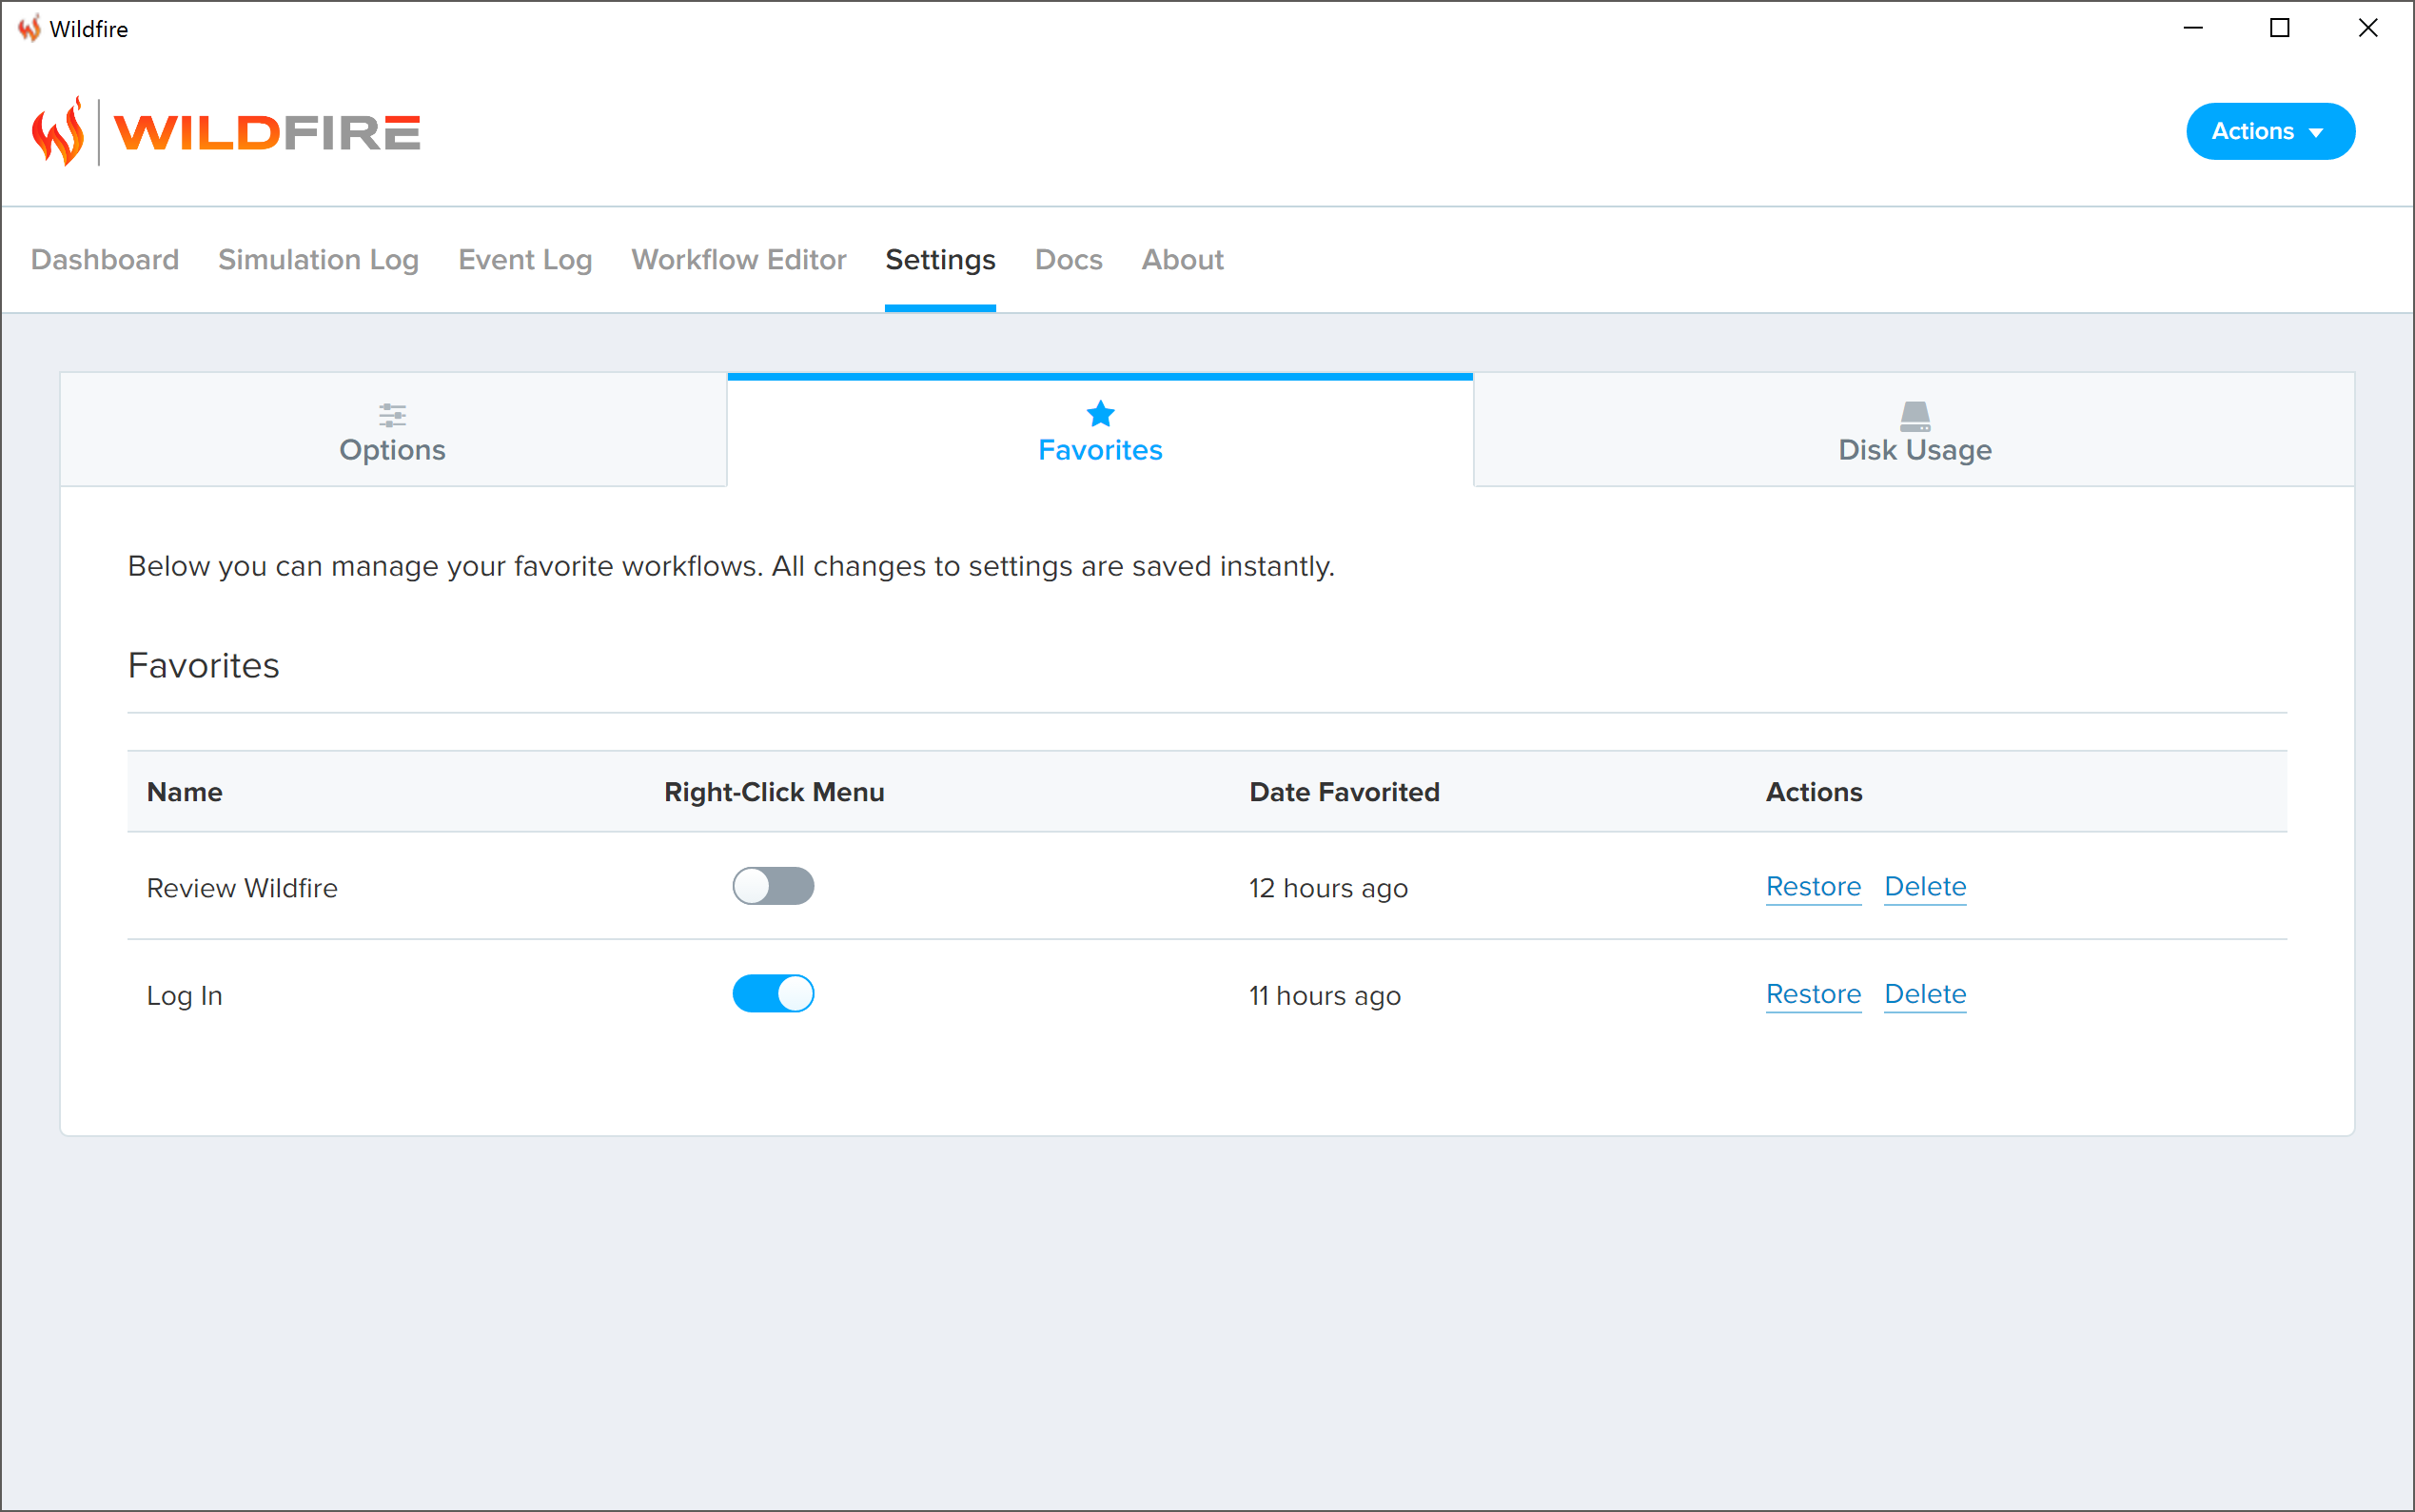 Wildfire
WILDFIRE
Actions
Dashboard Simulation Log Event Log Workflow Editor Settings Docs About
Options Favorites Disk Usage
Below you can manage your favorite workflows. All changes to settings are saved instantly.
Favorites
Name Right-Click Menu Date Favorited Actions
Review Wildfire 12 hours ago Restore Delete
Log In 11 hours ago Restore Delete